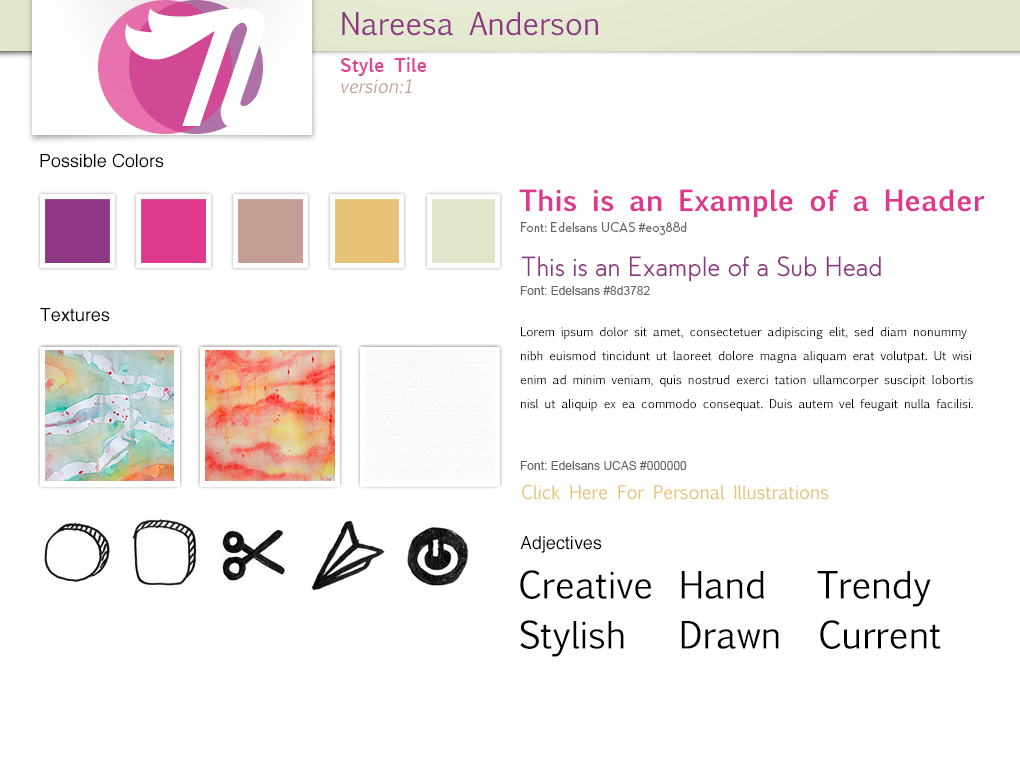 Nareesa Anderson
Style Tile
version:1
Possible Colors
Textures
This is an Example of a Header
Font: Edelsans UCAS #e0388d
This is an Example of a Sub Head
Font: Edelsans #8d3782
Lorem ipsum dolor sit amet, consectetuer adipiscing elit, sed diam nonummy
nibh euismod tincidunt ut laoreet dolore magna aliquam erat volutpat. Ut wisi
enim ad minim veniam, quis nostrud exerci tation ullamcorper suscipit lobortis
nisl ut aliquip ex ea commodo consequat. Duis autem vel feugait nulla facilisi.
Font: Edelsans UCAS #000000
Click Here For Personal Illustrations
Adjectives
Creative Hand Trendy
Stylish Drawn Current